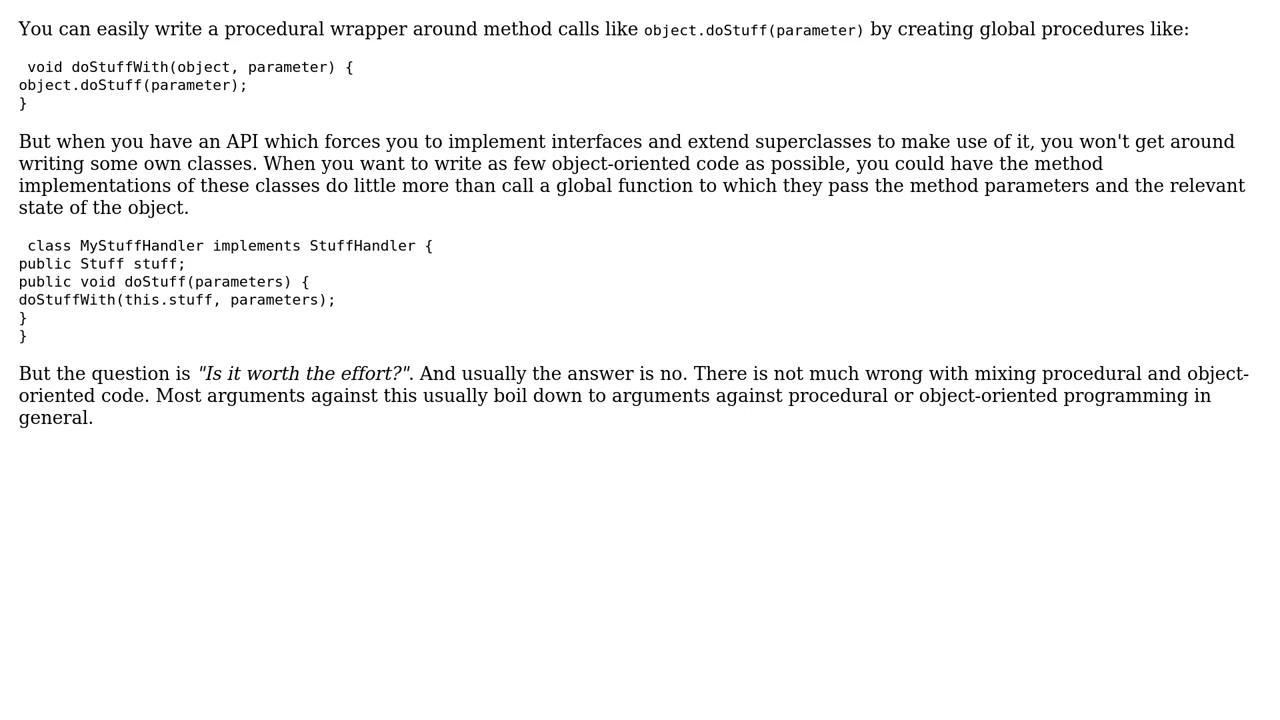 You can easily write a procedural wrapper around method calls like object.doStuff(parameter) by creating global procedures like:
void doStuffWith(object, parameter) {
object.doStuff(parameter);
}
But when you have an API which forces you to implement interfaces and extend superclasses to make use of it, you won't get around
writing some own classes. When you want to write as few object-oriented code as possible, you could have the method
implementations of these classes do little more than call a global function to which they pass the method parameters and the relevant
state of the object.
class MyStuffHandler implements StuffHandler {
public Stuff stuff;
public void doStuff(parameters) {
doStuffWith(this.stuff, parameters);
}
}
But the question is "Is it worth the effort?". And usually the answer is no. There is not much wrong with mixing procedural and object-
oriented code. Most arguments against this usually boil down to arguments against procedural or object-oriented programming in
general.